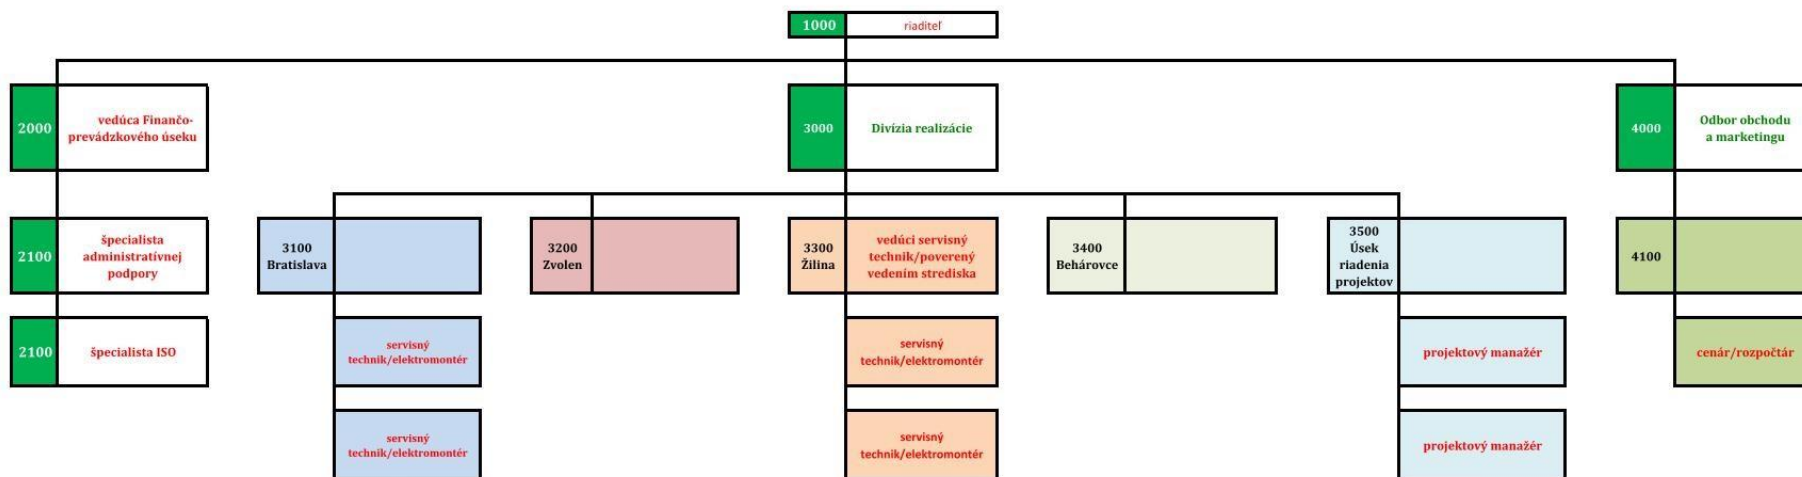 1000
riaditeľ
2000
vedúca Finančo-
prevádzkového úseku
3000
Divízia realizácie
4000
Odbor obchodu
a marketingu
2100
špecialista
administratívnej
podpory
3100
Bratislava
3200
Zvolen
3300
Žilina
vedúci servisný
technik/poverený
vedením strediska
3400
Behárovce
3500
Úsek
riadenia
projektov
4100
2100
špecialista ISO
servisný
technik/elektromontér
servisný
technik/elektromontér
projektový manažér
cenár/rozpočtár
servisný
technik/elektromontér
servisný
technik/elektromontér
projektový manažér